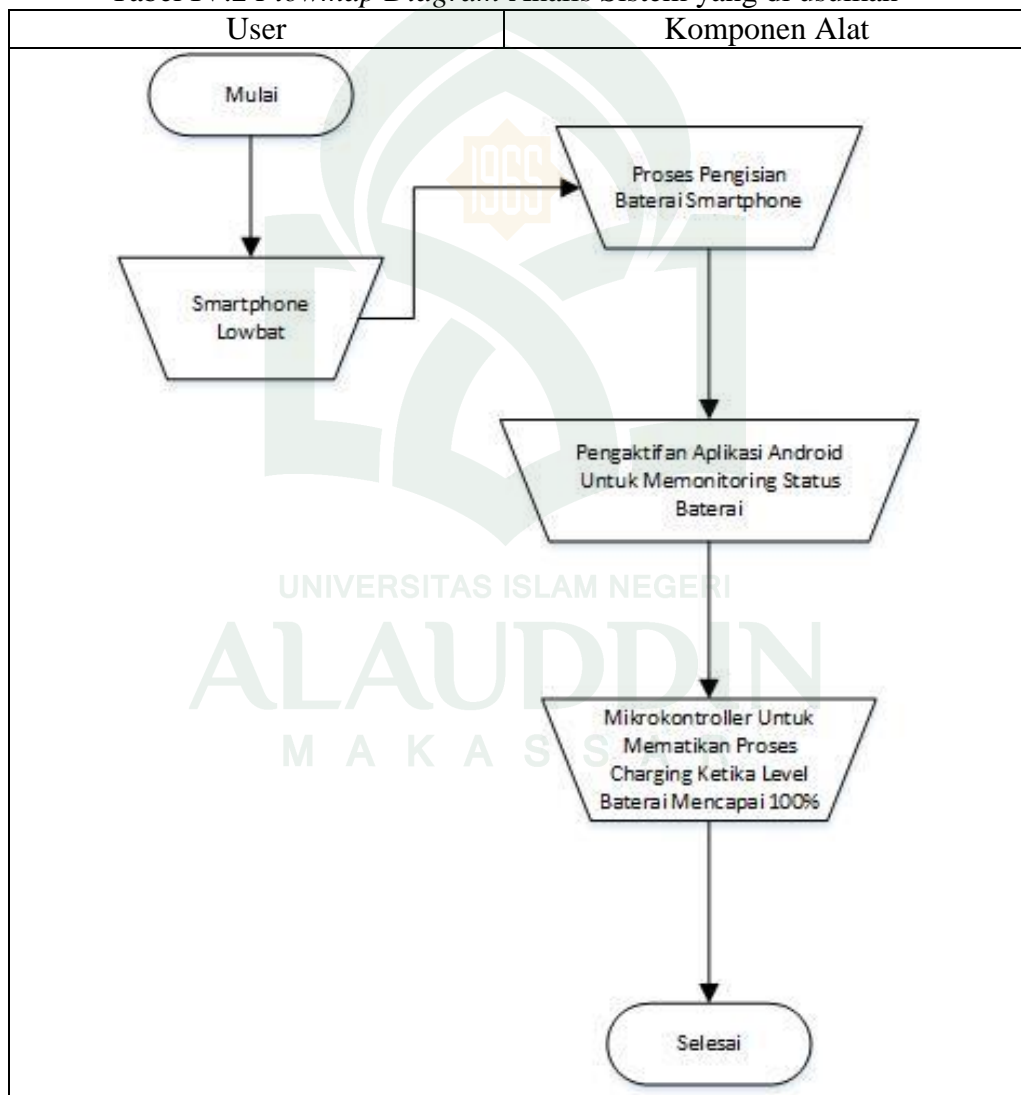 Tabel IV.2 Flowmap Diagram Analis Sistem yang di usulkan
User
Komponen Alat
Mulai
Proses Pengisian
Baterai Smartphone
Smartphone
Lowbat
Pengaktifan Aplikasi Android
Untuk Memonitoring Status
Baterai
Mikrokontroller Untuk
Mematikan Proses
Charging Ketika Level
Baterai Mencapai 100%
Selesai
1965
UNIVERSITAS ISLAM NEGERI
ALAUDDIN
MAKASSAR